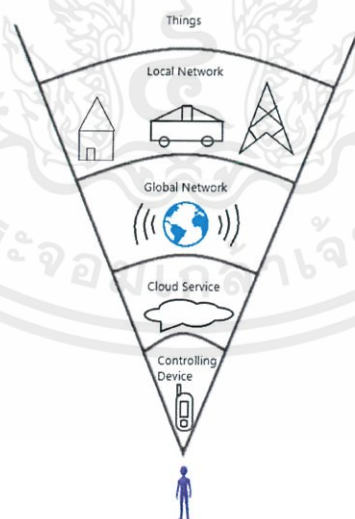 Things
Local Network
Global Network
Cloud Service
Controlling
Device